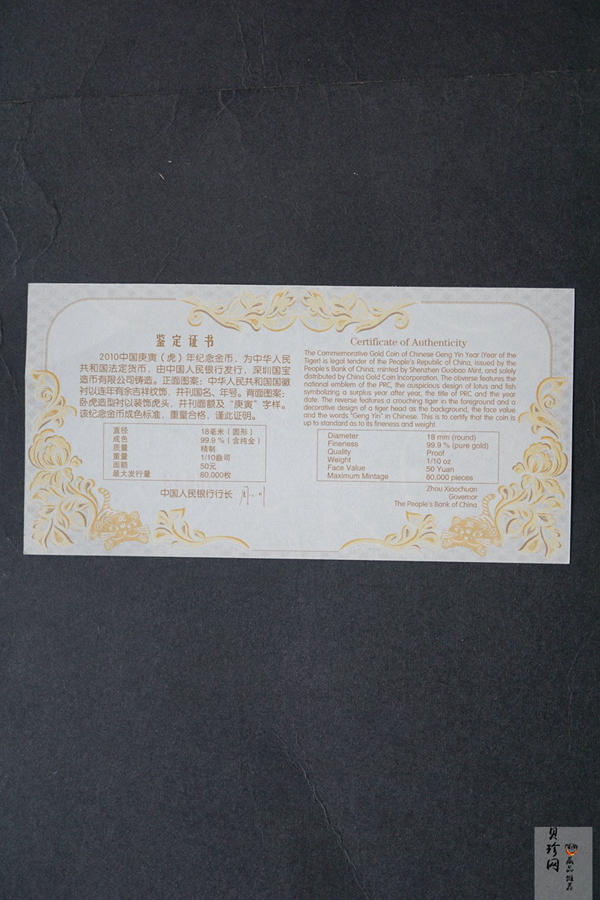 鉴定证书
2010中国庚寅（虎）年纪念金币，为中华人民
共和国法定货币，由中国人民银行发行，深圳国宝
造币有限公司铸造。正面图案：中华人民共和国国徽
衬以连年有余吉祥纹饰，并刊国名、年号。背面图案：
卧虎造型衬以装饰虎头，并刊面额及“庚寅”字样。
该纪念金币成色标准，重量合格，谨此证明。
直径 18毫米（圆形）
成色 99.9％（含纯金）
质量 精制
重量 1/10盎司
面额 50元
最大发行量 80,000枚
中国人民银行行长
Certificate of Authenticity
The Commemorative Gold Coin of Chinese Geng Yin Year (Year of the
Tiger) is legal tender of the People's Republic of China, issued by the
People's Bank of China, minted by Shenzhen Guobao Mint, and solely
distributed by China Gold Coin Incorporation. The obverse features the
national emblem of the PRC, the auspicious design of lotus and fish
symbolizing a surplus year after year, the title of PRC and the year
date. The reverse features a crouching tiger in the foreground and a
decorative design of a tiger head as the background, the face value
and the words "Geng Yin" in Chinese. This is to certify that the coin is
up to standard as to its fineness and weight.
Diameter 18 mm (round)
Fineness 99.9 % (pure gold)
Quality Proof
Weight 1/10 oz
Face Value 50 Yuan
Maximum Mintage 80,000 pieces
Zhou Xiaochuan
Governor
The People's Bank of China
贝珍网